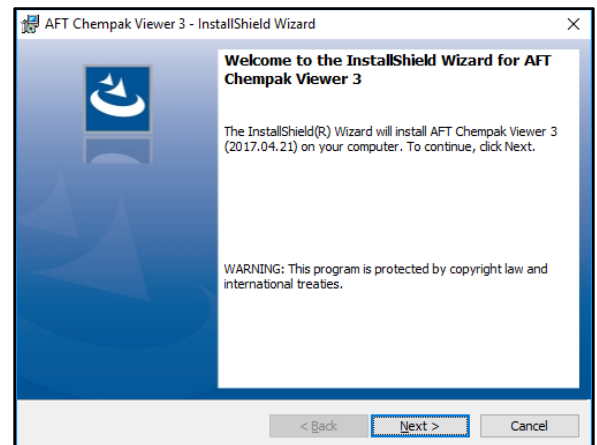 AFT Chempak Viewer 3 - InstallShield Wizard
Welcome to the InstallShield Wizard for AFT
Chempak Viewer 3
The InstallShield(R) Wizard will install AFT Chempak Viewer 3
(2017.04.21) on your computer. To continue, click Next.
WARNING: This program is protected by copyright law and
international treaties.
< Back Next > Cancel